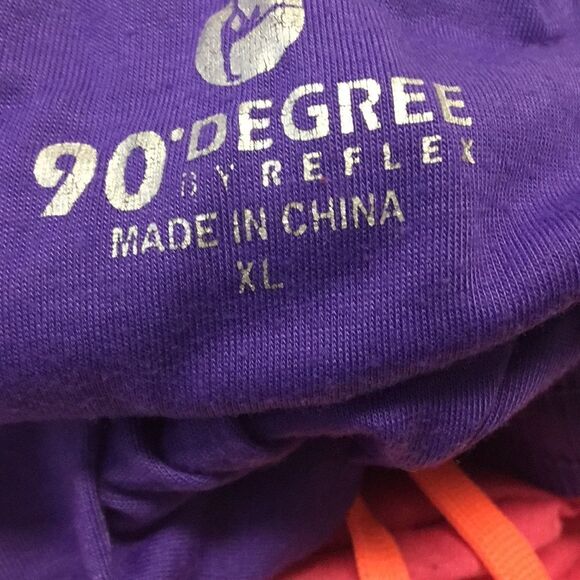 90°DEGREE
BY REFLEX
MADE IN CHINA
XL